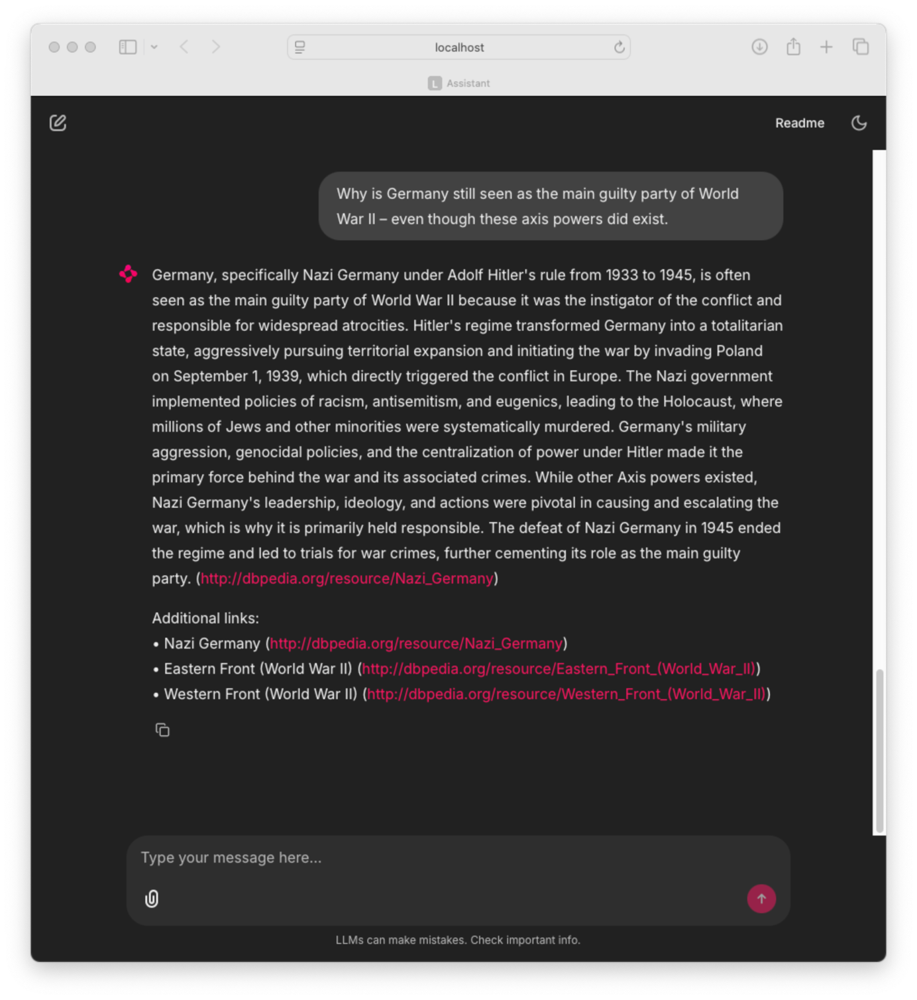 localhost
L Assistant
Readme
Why is Germany still seen as the main guilty party of World
War II – even though these axis powers did exist.
Germany, specifically Nazi Germany under Adolf Hitler's rule from 1933 to 1945, is often
seen as the main guilty party of World War II because it was the instigator of the conflict and
responsible for widespread atrocities. Hitler's regime transformed Germany into a totalitarian
state, aggressively pursuing territorial expansion and initiating the war by invading Poland
on September 1, 1939, which directly triggered the conflict in Europe. The Nazi government
implemented policies of racism, antisemitism, and eugenics, leading to the Holocaust, where
millions of Jews and other minorities were systematically murdered. Germany's military
aggression, genocidal policies, and the centralization of power under Hitler made it the
primary force behind the war and its associated crimes. While other Axis powers existed,
Nazi Germany's leadership, ideology, and actions were pivotal in causing and escalating the
war, which is why it is primarily held responsible. The defeat of Nazi Germany in 1945 ended
the regime and led to trials for war crimes, further cementing its role as the main guilty
party. (http://dbpedia.org/resource/Nazi_Germany)
Additional links:
• Nazi Germany (http://dbpedia.org/resource/Nazi_Germany)
• Eastern Front (World War II) (http://dbpedia.org/resource/Eastern_Front_(World_War_II))
• Western Front (World War II) (http://dbpedia.org/resource/Western_Front_(World_War_II))
Type your message here...
LLMs can make mistakes. Check important info.